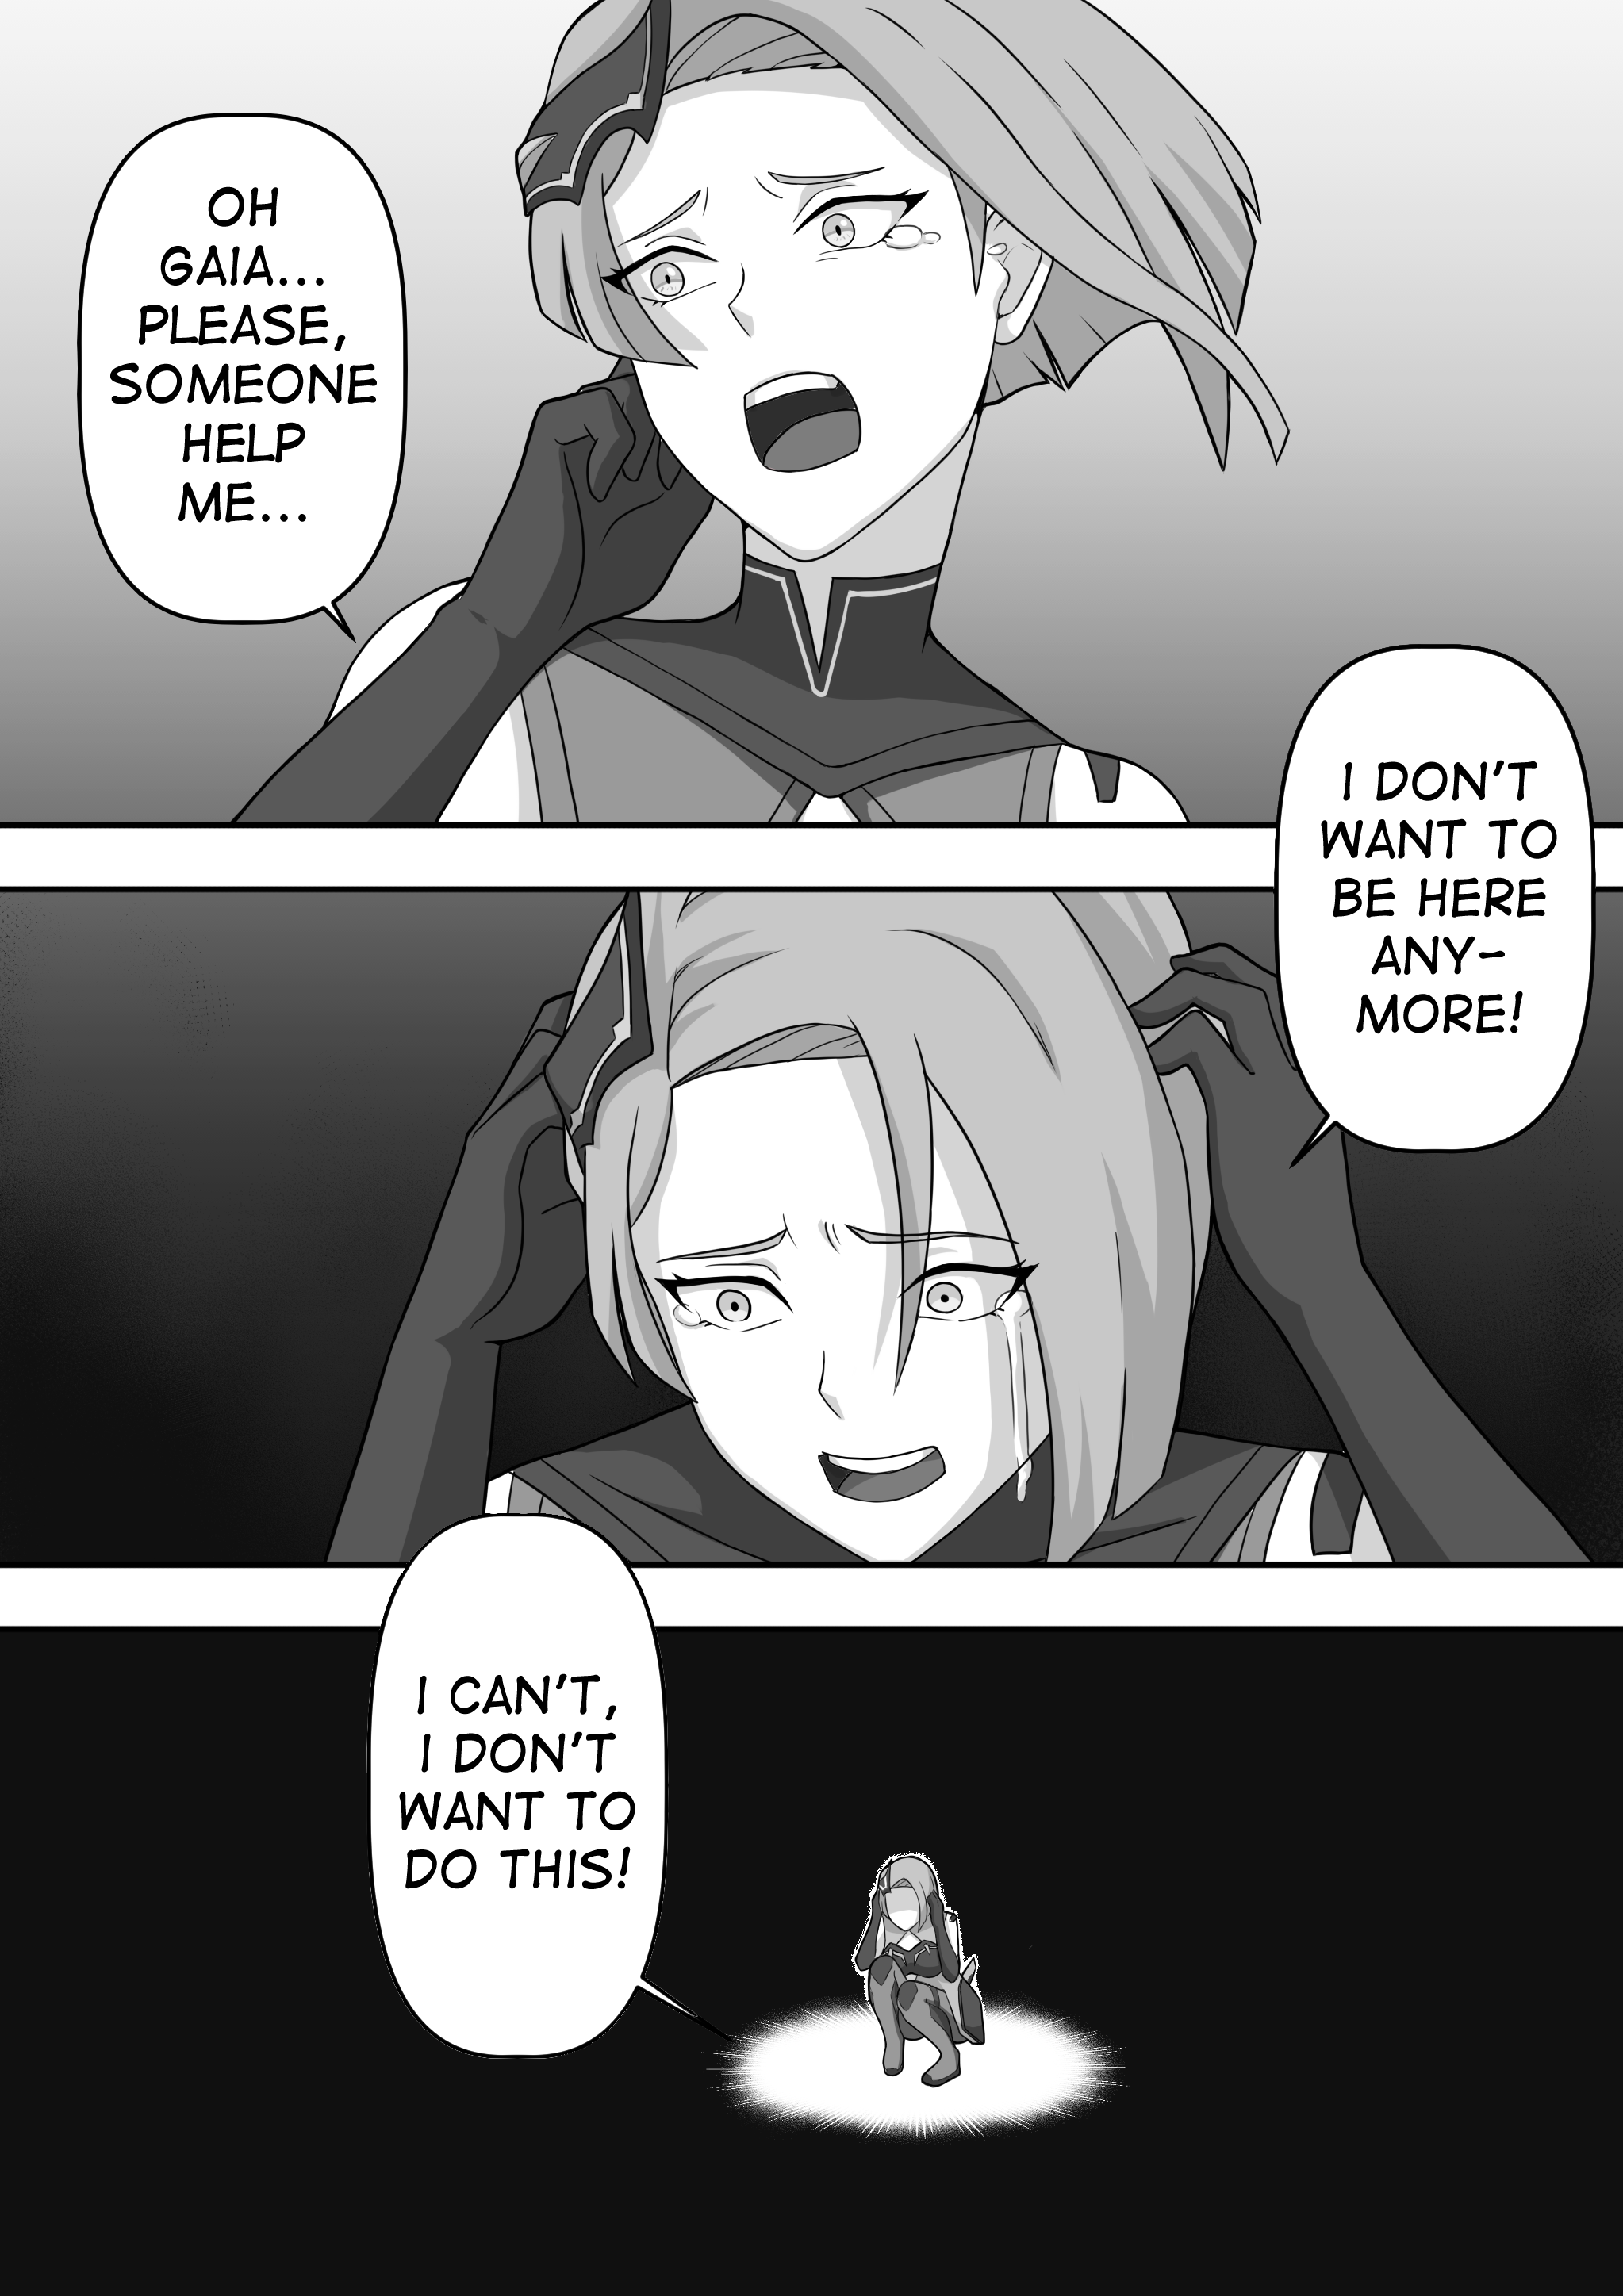 OH
GAIA...
PLEASE,
SOMEONE
HELP
ME...
I DON'T
WANT TO
BE HERE
ANY-
MORE!
I CAN'T,
I DON'T
WANT TO
DO THIS!